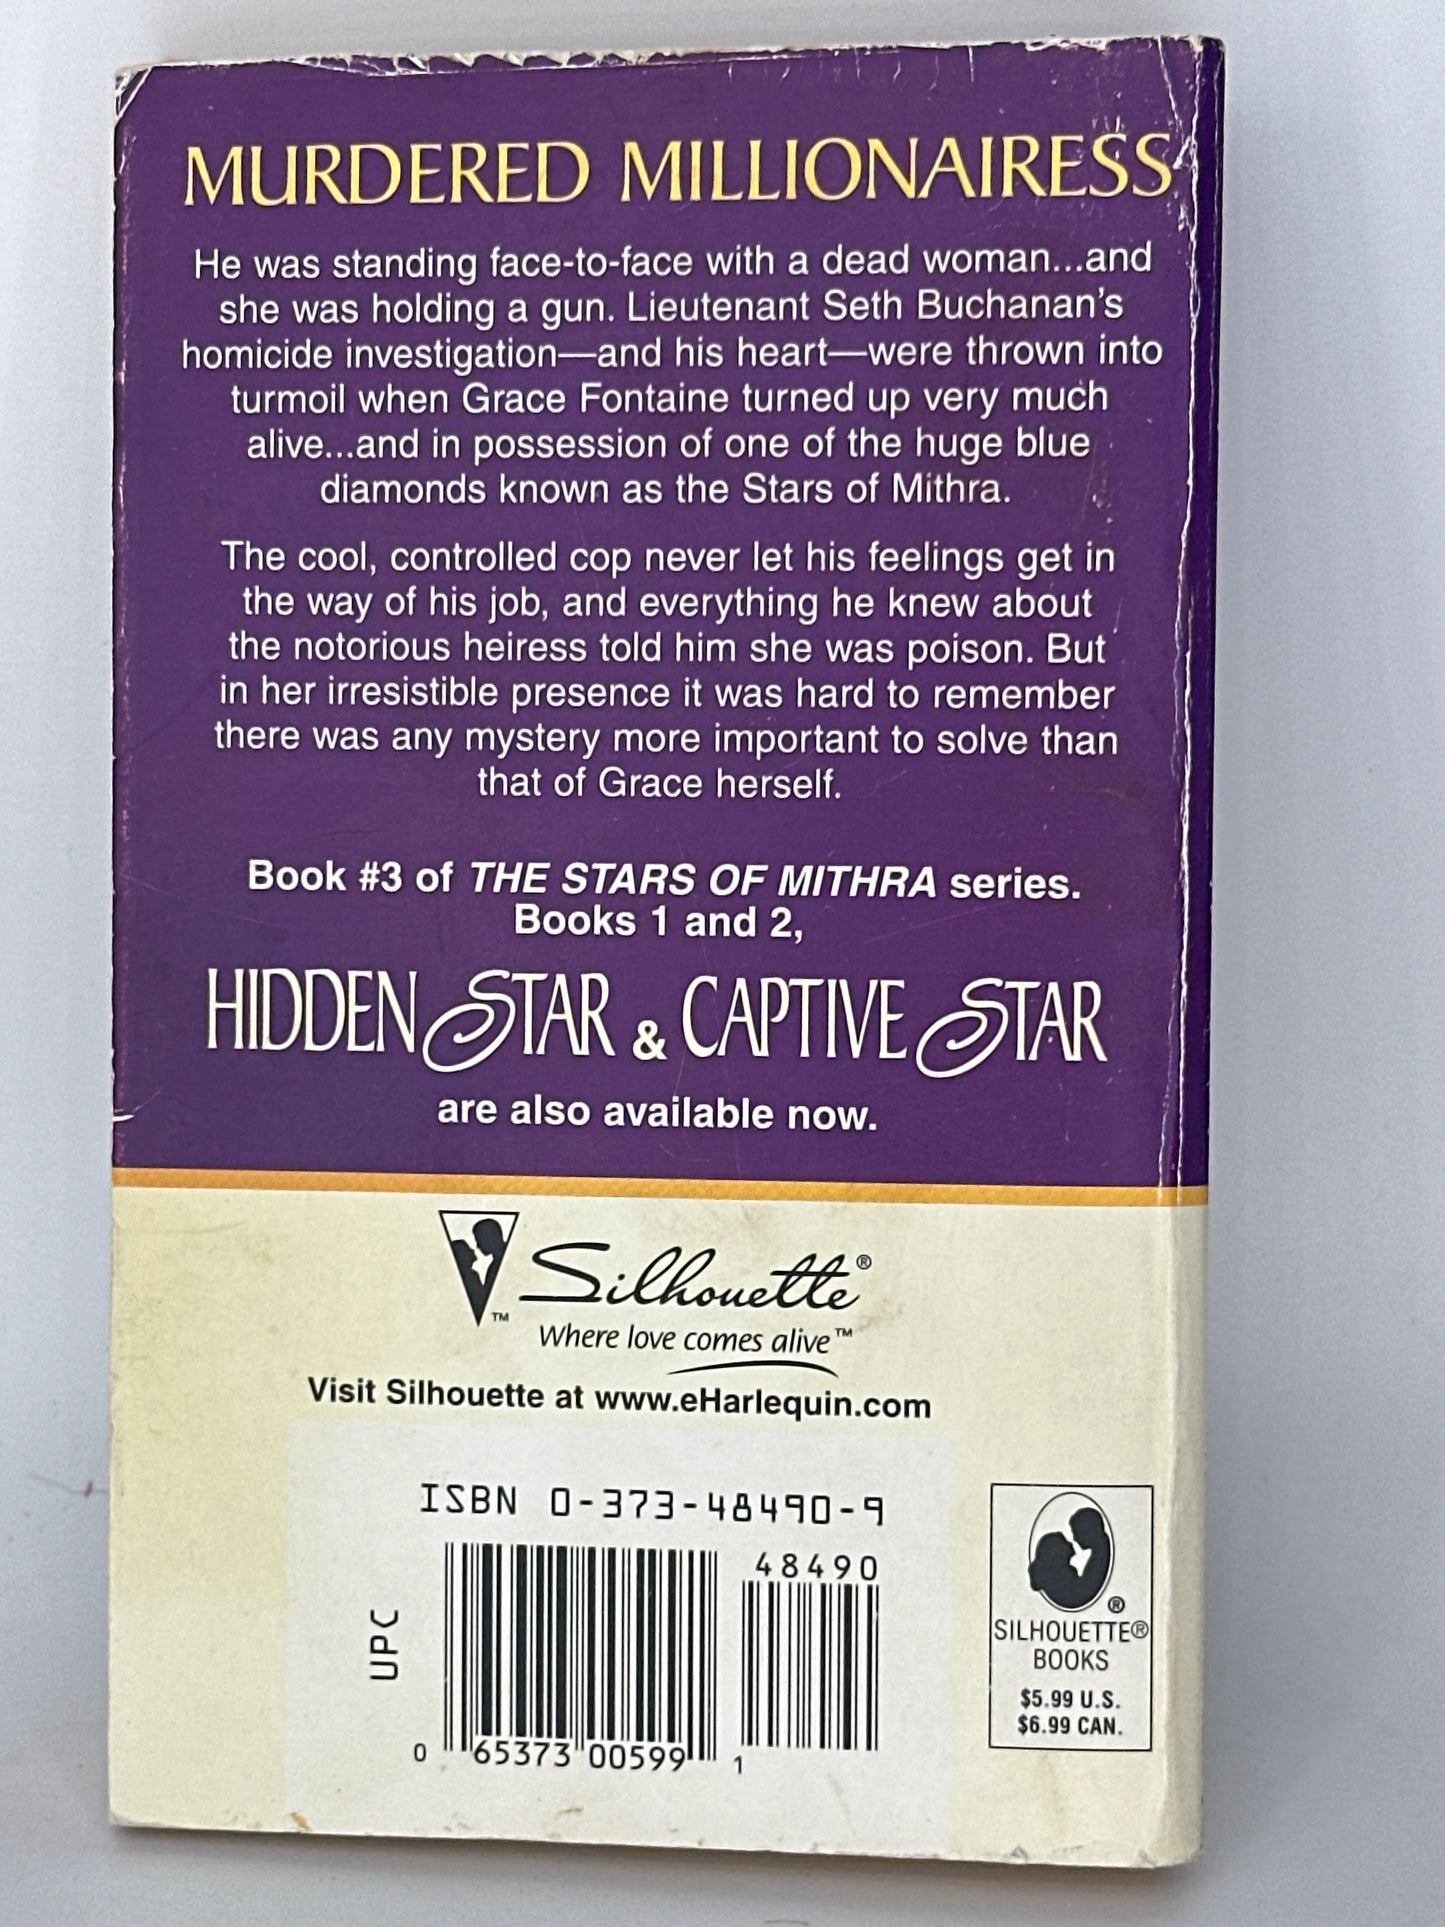 MURDERED MILLIONAIRESS
He was standing face-to-face with a dead woman...and
she was holding a gun. Lieutenant Seth Buchanan's
homicide investigation—and his heart—were thrown into
turmoil when Grace Fontaine turned up very much
alive...and in possession of one of the huge blue
diamonds known as the Stars of Mithra.
The cool, controlled cop never let his feelings get in
the way of his job, and everything he knew about
the notorious heiress told him she was poison. But
in her irresistible presence it was hard to remember
there was any mystery more important to solve than
that of Grace herself.
Book #3 of THE STARS OF MITHRA series.
Books 1 and 2,
HIDDEN STAR & CAPTIVE STAR
are also available now.
™ Silhouette®
Where love comes alive™
Visit Silhouette at www.eHarlequin.com
ISBN 0-373-48490-9
48490
UPC
0 65373 00599 1
®
SILHOUETTE®
BOOKS
$5.99 U.S.
$6.99 CAN.